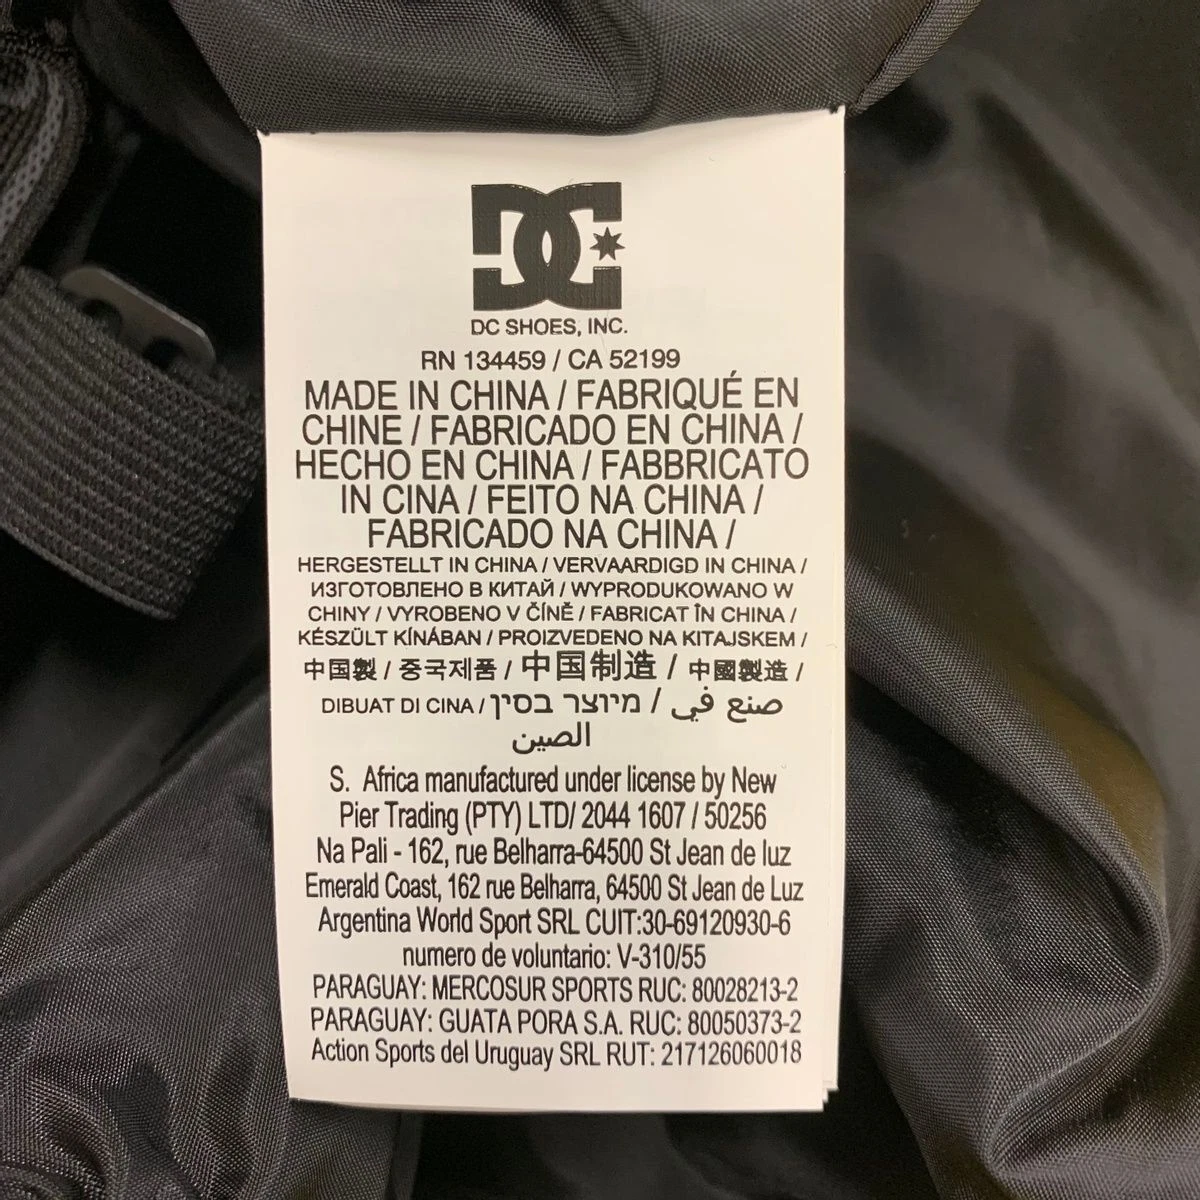 DC
DC SHOES, INC.
RN 134459 / CA 52199
MADE IN CHINA / FABRIQUÉ EN
CHINE / FABRICADO EN CHINA /
HECHO EN CHINA / FABBRICATO
IN CINA / FEITO NA CHINA /
FABRICADO NA CHINA /
HERGESTELLT IN CHINA / VERVAARDIGD IN CHINA /
ИЗГОТОВЛЕНО В КИТАЙ / WYPRODUKOWANO W
CHINY / VYROBENO V ČÍNĚ / FABRICAT ÎN CHINA /
KÉSZÜLT KÍNÁBAN / PROIZVEDENO NA KITAJSKEM /
中国製 / 중국제품 / 中国制造 / 中國製造 /
DIBUAT DI CINA / מיוצר בסין / صنع في
الصين
S. Africa manufactured under license by New
Pier Trading (PTY) LTD/ 2044 1607 / 50256
Na Pali - 162, rue Belharra-64500 St Jean de luz
Emerald Coast, 162 rue Belharra, 64500 St Jean de Luz
Argentina World Sport SRL CUIT:30-69120930-6
numero de voluntario: V-310/55
PARAGUAY: MERCOSUR SPORTS RUC: 80028213-2
PARAGUAY: GUATA PORA S.A. RUC: 80050373-2
Action Sports del Uruguay SRL RUT: 217126060018